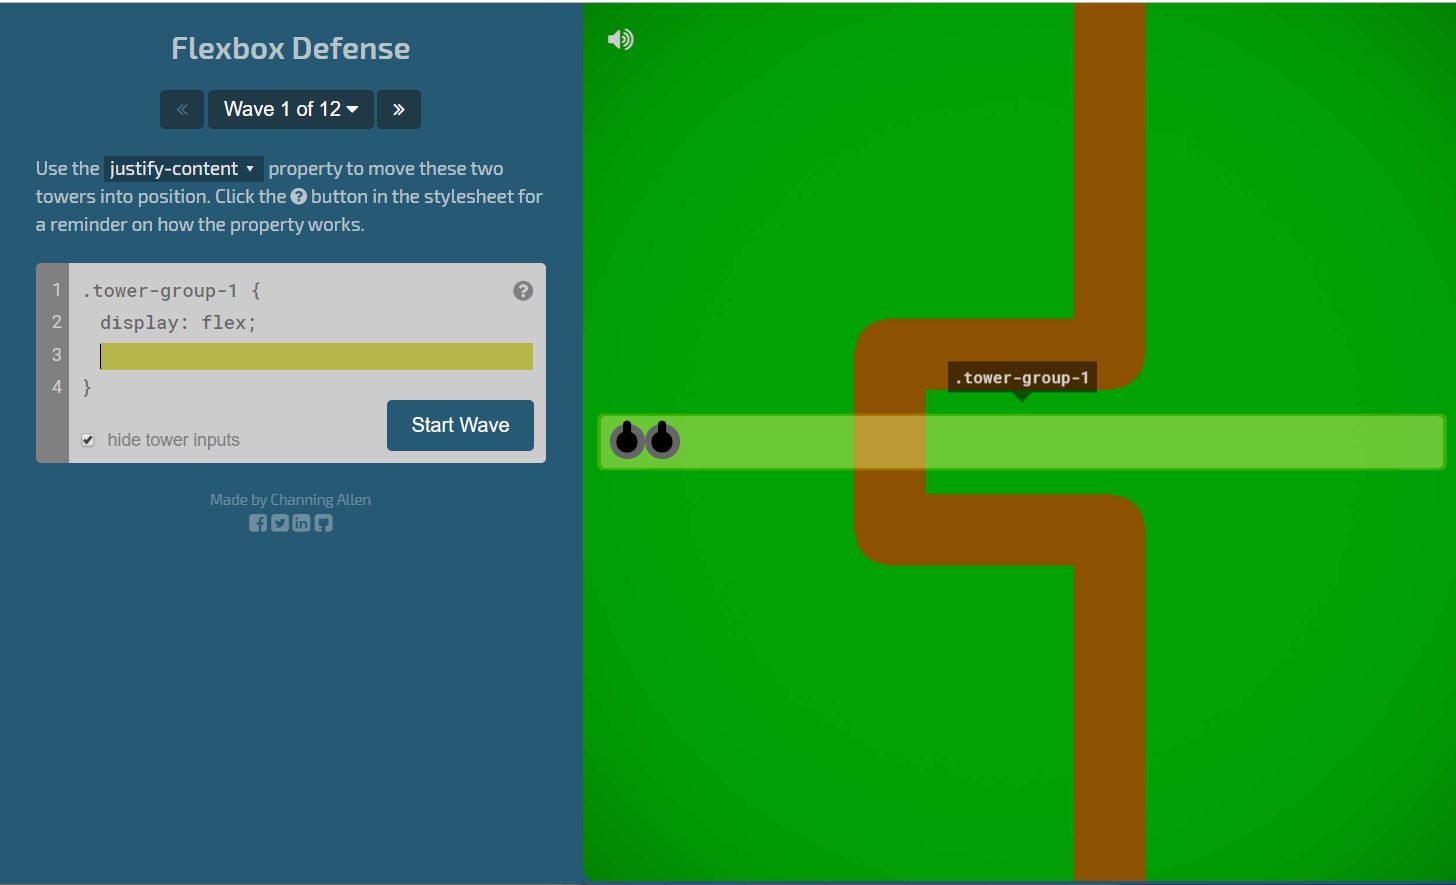 Flexbox Defense
« Wave 1 of 12 »
Use the justify-content property to move these two
towers into position. Click the ? button in the stylesheet for
a reminder on how the property works.
1 .tower-group-1 { ?
2 display: flex;
3
4 }
hide tower inputs
Start Wave
Made by Channing Allen
.tower-group-1